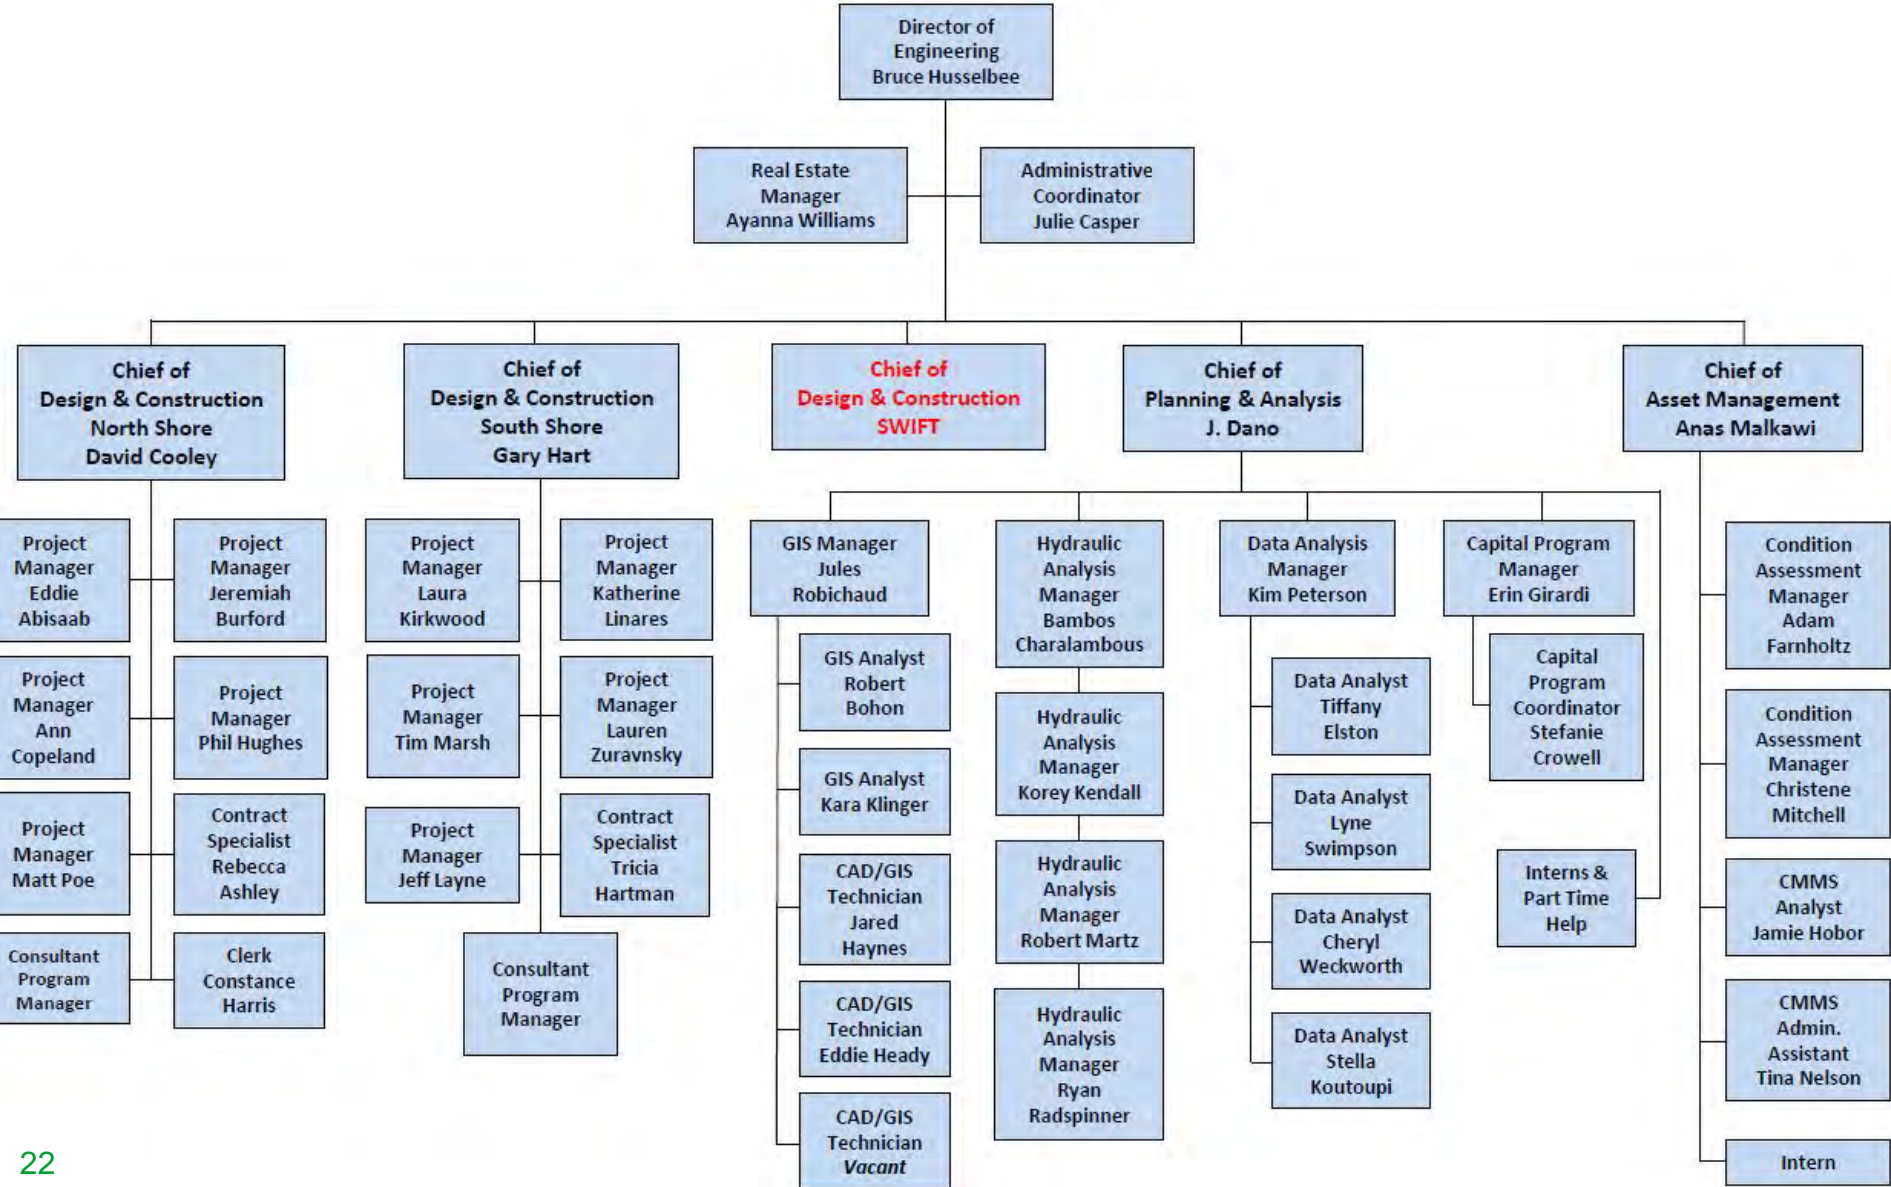 Director of
Engineering
Bruce Husselbee
Real Estate
Manager
Ayanna Williams
Administrative
Coordinator
Julie Casper
Chief of
Design & Construction
North Shore
David Cooley
Chief of
Design & Construction
South Shore
Gary Hart
Chief of
Design & Construction
SWIFT
Chief of
Planning & Analysis
J. Dano
Chief of
Asset Management
Anas Malkawi
Project
Manager
Eddie
Abisaab
Project
Manager
Jeremiah
Burford
Project
Manager
Ann
Copeland
Project
Manager
Phil Hughes
Project
Manager
Matt Poe
Contract
Specialist
Rebecca
Ashley
Consultant
Program
Manager
Clerk
Constance
Harris
Project
Manager
Laura
Kirkwood
Project
Manager
Katherine
Linares
Project
Manager
Tim Marsh
Project
Manager
Lauren
Zuravnsky
Project
Manager
Jeff Layne
Contract
Specialist
Tricia
Hartman
Consultant
Program
Manager
GIS Manager
Jules
Robichaud
GIS Analyst
Robert
Bohon
GIS Analyst
Kara Klinger
CAD/GIS
Technician
Jared
Haynes
CAD/GIS
Technician
Eddie Heady
CAD/GIS
Technician
Vacant
Hydraulic
Analysis
Manager
Bambos
Charalambous
Hydraulic
Analysis
Manager
Korey Kendall
Hydraulic
Analysis
Manager
Robert Martz
Hydraulic
Analysis
Manager
Ryan
Radspinner
Data Analysis
Manager
Kim Peterson
Data Analyst
Tiffany
Elston
Data Analyst
Lyne
Swimpson
Data Analyst
Cheryl
Weckworth
Data Analyst
Stella
Koutoupi
Capital Program
Manager
Erin Girardi
Capital
Program
Coordinator
Stefanie
Crowell
Interns &
Part Time
Help
Condition
Assessment
Manager
Adam
Farnholtz
Condition
Assessment
Manager
Christene
Mitchell
CMMS
Analyst
Jamie Hobor
CMMS
Admin.
Assistant
Tina Nelson
Intern
22